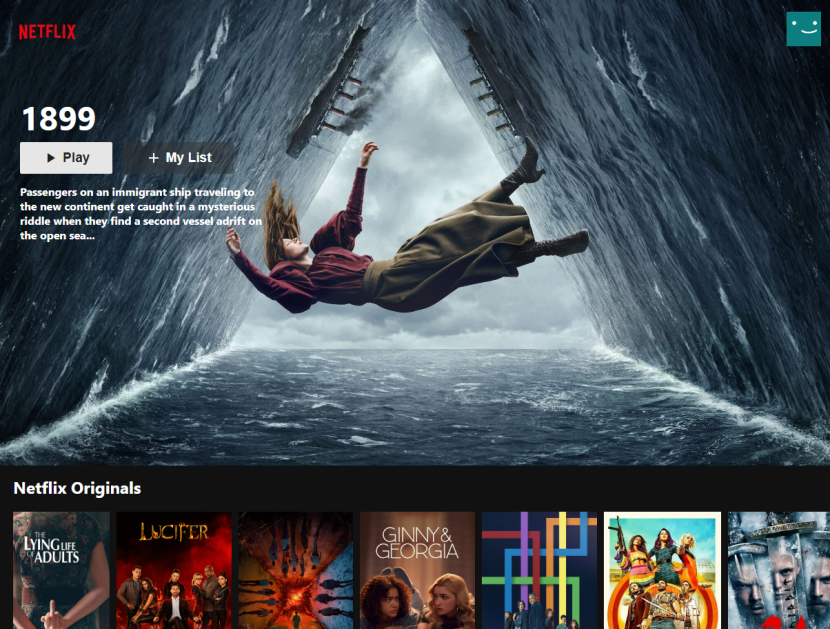 NETFLIX
1899
Play
+ My List
Passengers on an immigrant ship traveling to
the new continent get caught in a mysterious
riddle when they find a second vessel adrift on
the open sea...
Netflix Originals
THE
LYING LIFE
OF ADULTS
LUCIFER
GINNY&
GEORGIA